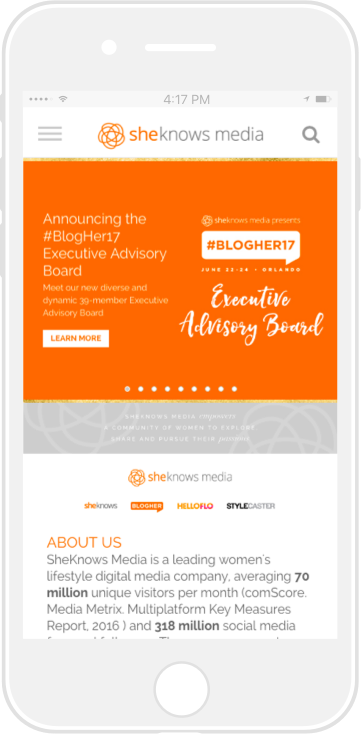 4:17 PM
sheknows media
Announcing the
#BlogHer17
Executive Advisory
Board
Meet our new diverse and
dynamic 39-member Executive
Advisory Board
LEARN MORE
sheknows media presents
#BLOGHER17
JUNE 22-24 • ORLANDO
Executive
Advisory Board
SHEKNOWS MEDIA empowers
A COMMUNITY OF WOMEN TO EXPLORE,
SHARE AND PURSUE THEIR passions
sheknows media
sheknows BLOGHER HELLOFLO STYLECASTER
ABOUT US
SheKnows Media is a leading women's
lifestyle digital media company, averaging 70
million unique visitors per month (comScore.
Media Metrix. Multiplatform Key Measures
Report, 2016 ) and 318 million social media